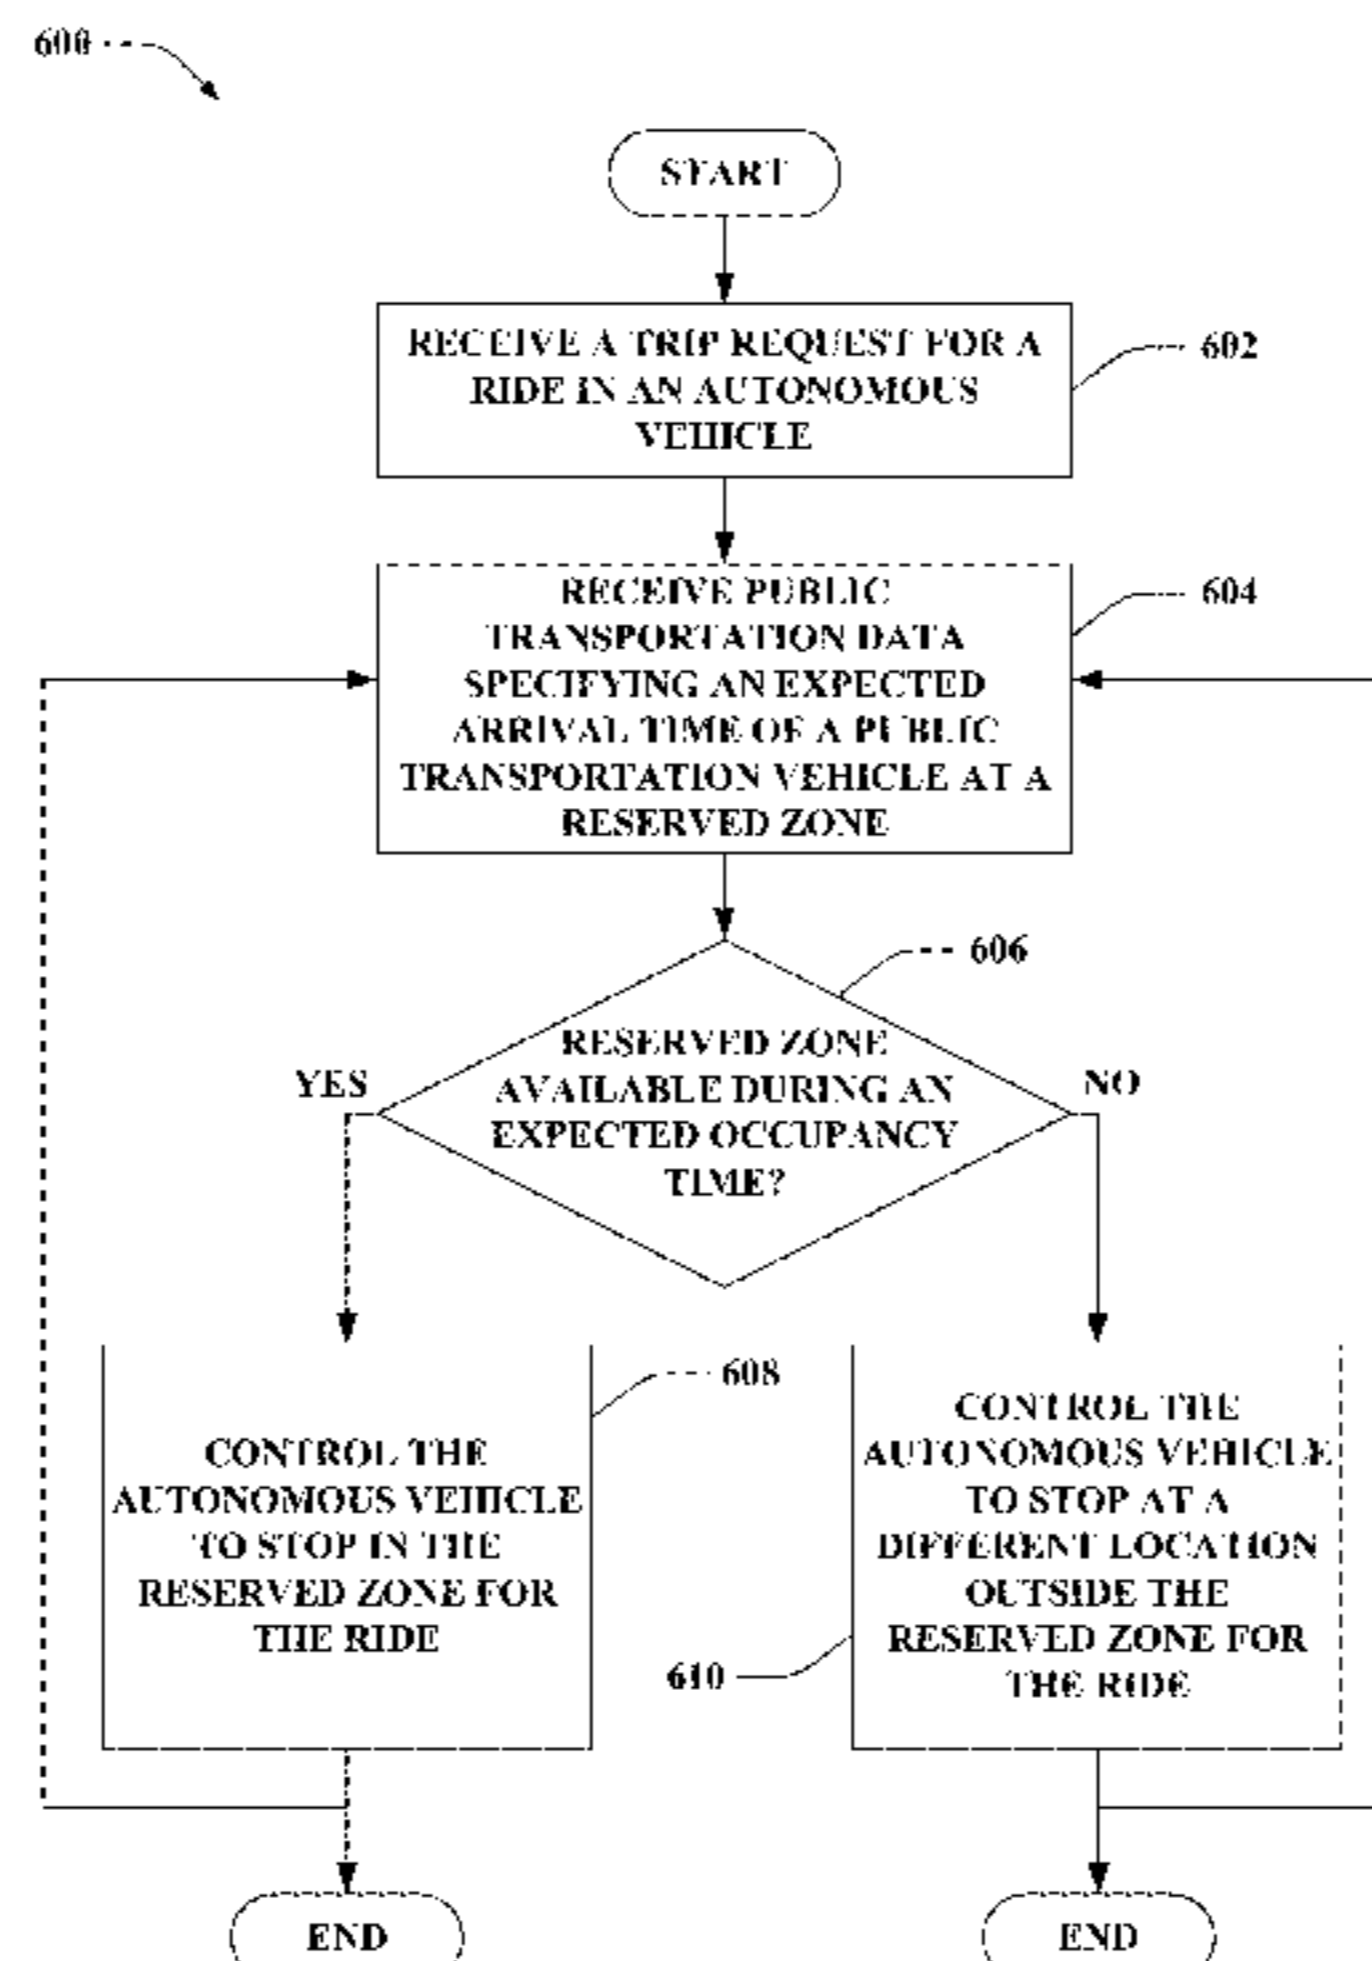 600
START
RECEIVE A TRIP REQUEST FOR A
RIDE IN AN AUTONOMOUS
VEHICLE
602
RECEIVE PUBLIC
TRANSPORTATION DATA
SPECIFYING AN EXPECTED
ARRIVAL TIME OF A PUBLIC
TRANSPORTATION VEHICLE AT A
RESERVED ZONE
604
606
RESERVED ZONE
AVAILABLE DURING AN
EXPECTED OCCUPANCY
TIME?
YES
NO
608
CONTROL THE
AUTONOMOUS VEHICLE
TO STOP IN THE
RESERVED ZONE FOR
THE RIDE
CONTROL THE
AUTONOMOUS VEHICLE
TO STOP AT A
DIFFERENT LOCATION
OUTSIDE THE
RESERVED ZONE FOR
THE RIDE
610
END
END